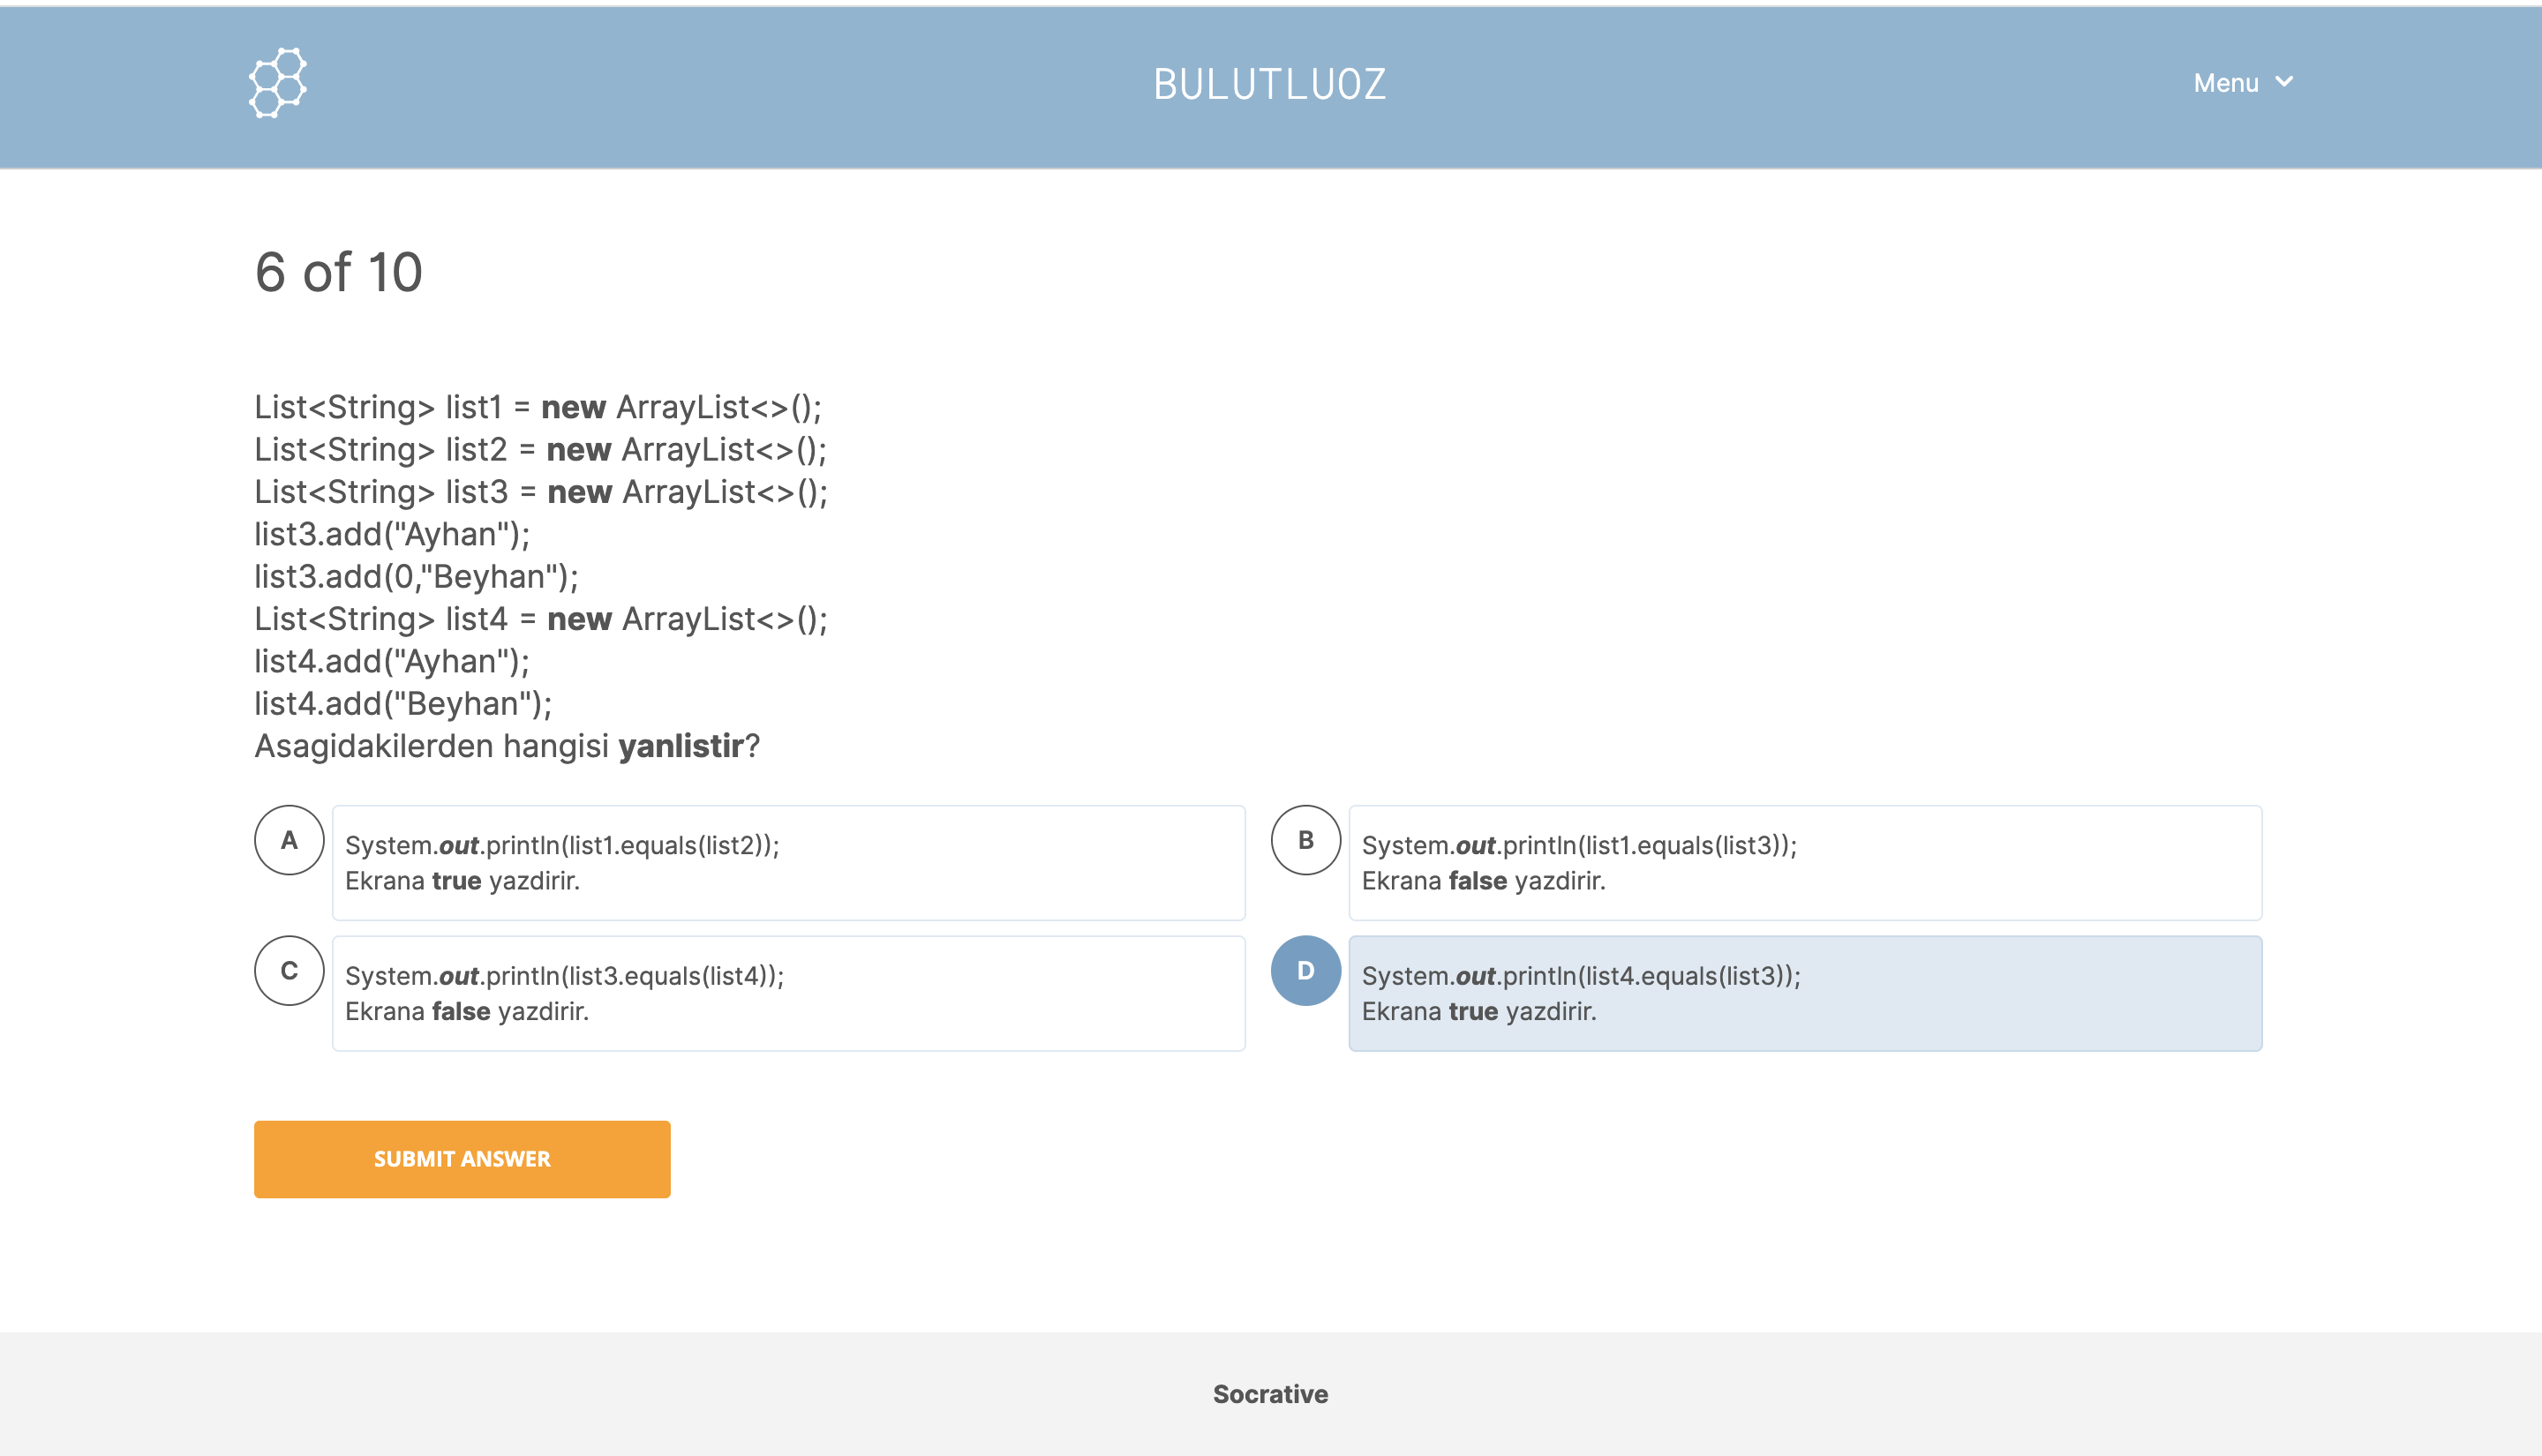 BULUTLUOZ
Menu
6 of 10
List<String> list1 = new ArrayList<>();
List<String> list2 = new ArrayList<>();
List<String> list3 = new ArrayList<>();
list3.add("Ayhan");
list3.add(0,"Beyhan");
List<String> list4 = new ArrayList<>();
list4.add("Ayhan");
list4.add("Beyhan");
Asagidakilerden hangisi yanlistir?
A
System.out.println(list1.equals(list2));
Ekrana true yazdirir.
B
System.out.println(list1.equals(list3));
Ekrana false yazdirir.
C
System.out.println(list3.equals(list4));
Ekrana false yazdirir.
D
System.out.println(list4.equals(list3));
Ekrana true yazdirir.
SUBMIT ANSWER
Socrative